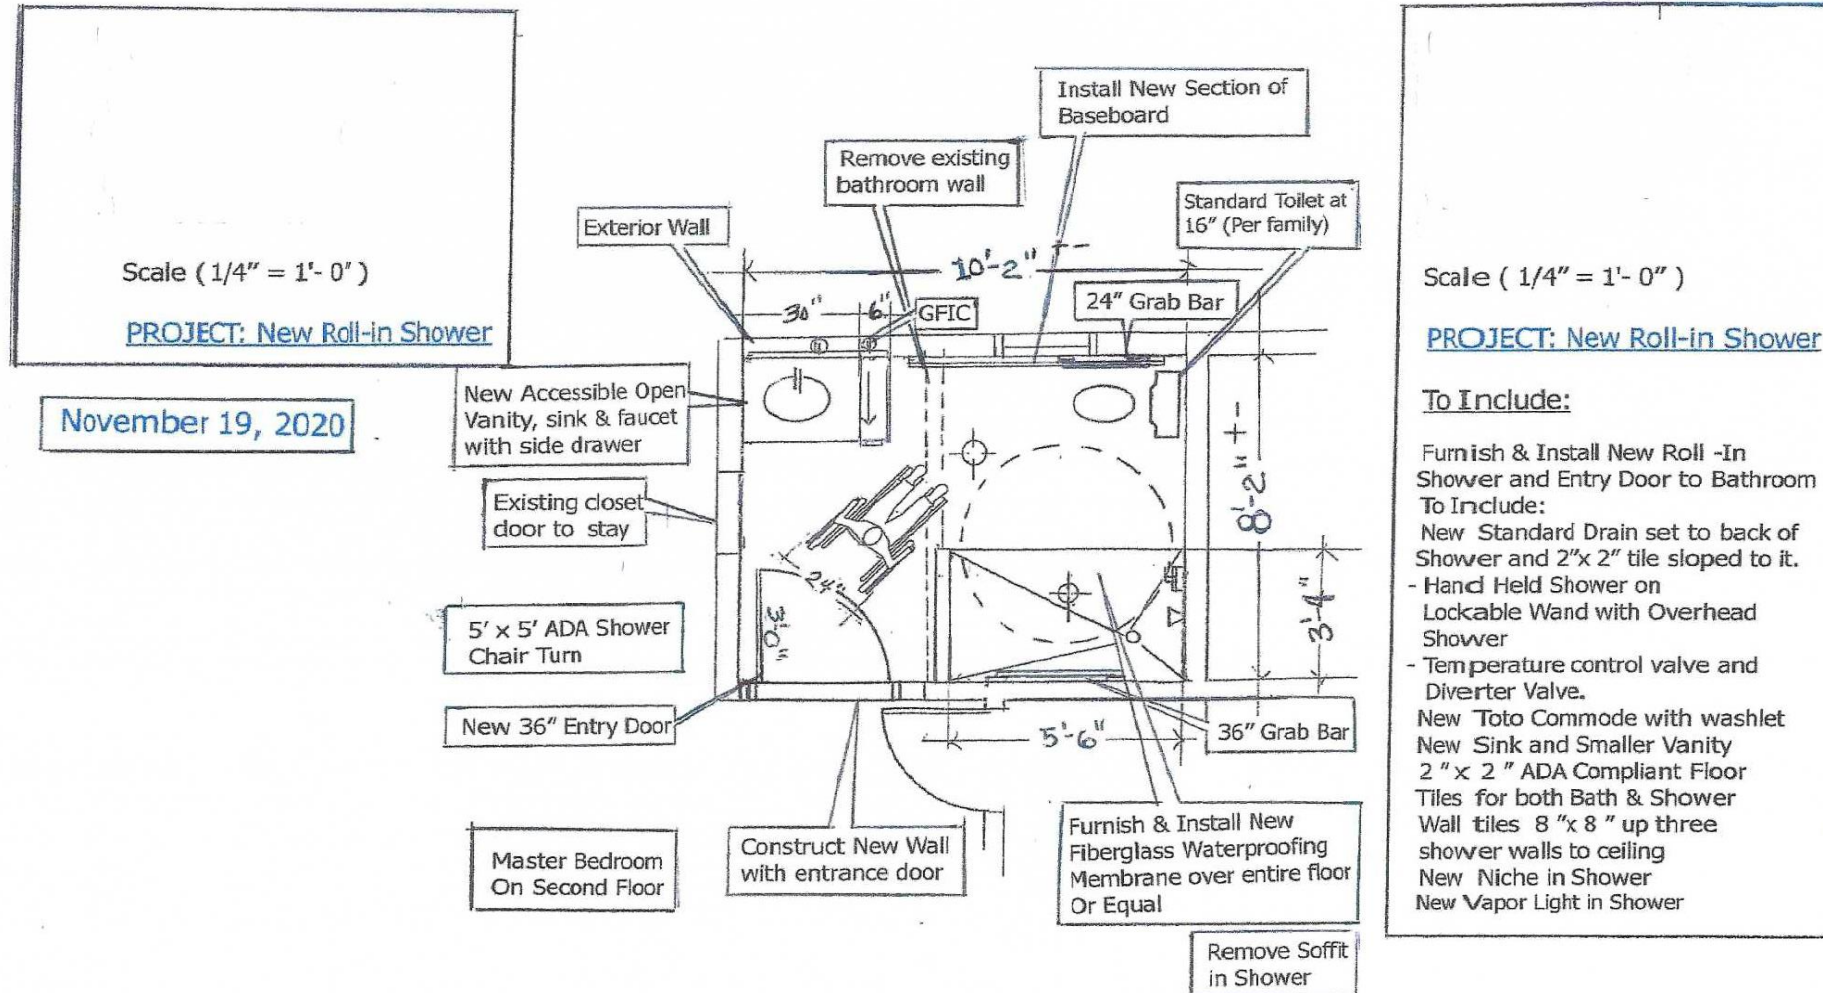 Scale ( 1/4" = 1'- 0" )
PROJECT: New Roll-in Shower
November 19, 2020
Install New Section of
Baseboard
Remove existing
bathroom wall
Standard Toilet at
16" (Per family)
Exterior Wall
10'-2" +-
30"
6"
GFIC
24" Grab Bar
New Accessible Open
Vanity, sink & faucet
with side drawer
8'-2" +-
Existing closet
door to stay
24"
3'-0"
3'-4"
5' x 5' ADA Shower
Chair Turn
New 36" Entry Door
5'-6"
36" Grab Bar
Master Bedroom
On Second Floor
Construct New Wall
with entrance door
Furnish & Install New
Fiberglass Waterproofing
Membrane over entire floor
Or Equal
Remove Soffit
in Shower
Scale ( 1/4" = 1'- 0" )
PROJECT: New Roll-in Shower
To Include:
Furnish & Install New Roll -In
Shower and Entry Door to Bathroom
To Include:
New Standard Drain set to back of
Shower and 2"x 2" tile sloped to it.
- Hand Held Shower on
Lockable Wand with Overhead
Shower
- Temperature control valve and
Diverter Valve.
New Toto Commode with washlet
New Sink and Smaller Vanity
2 "x 2 " ADA Compliant Floor
Tiles for both Bath & Shower
Wall tiles 8 "x 8 " up three
shower walls to ceiling
New Niche in Shower
New Vapor Light in Shower